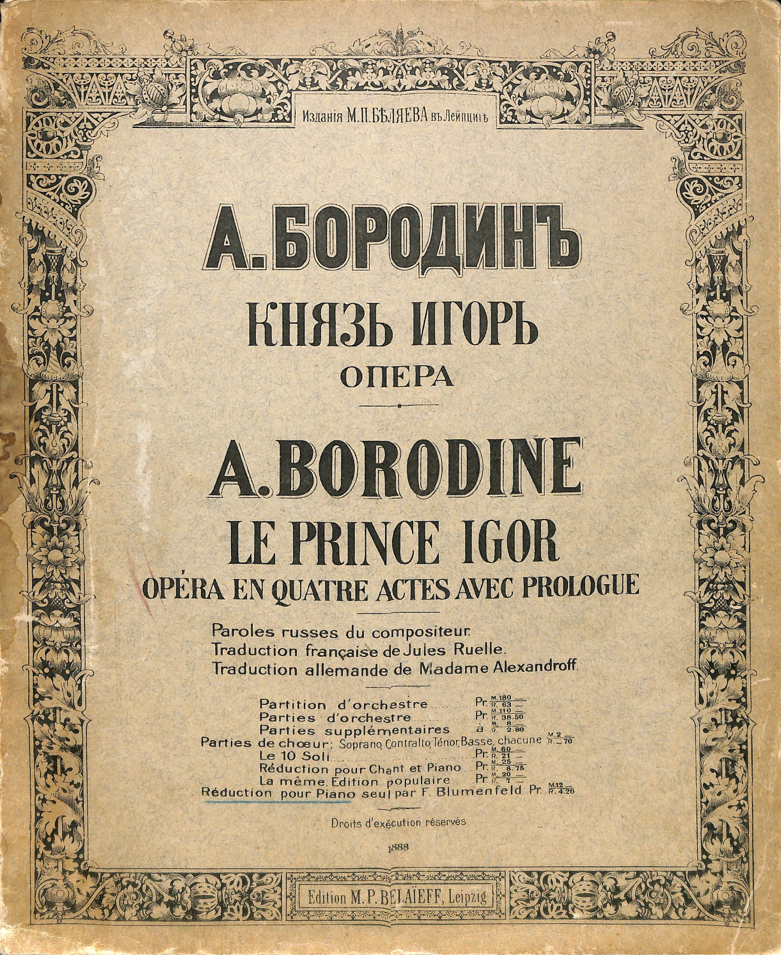 Изданія М.П.БѢЛЯЕВА въ Лейпцигѣ
А.БОРОДИНЪ
КНЯЗЬ ИГОРЬ
ОПЕРА
A.BORODINE
LE PRINCE IGOR
OPÉRA EN QUATRE ACTES AVEC PROLOGUE
Paroles russes du compositeur.
Traduction française de Jules Ruelle.
Traduction allemande de Madame Alexandroff.
Partition d'orchestre Pr. M. 180 — R. 63 —
Parties d'orchestre Pr. M. 110 — R. 38.50
Parties supplémentaires à M. 8 — R. 2.80
Parties de chœur: Soprano, Contralto, Ténor, Basse, chacune M. 2 — R. — 70
Le 10 Soli Pr. M. 60 — R. 21 —
Réduction pour Chant et Piano Pr. M. 25 R. 8.75
La même. Edition populaire Pr. M. 20 — R. 7
Réduction pour Piano seul par F. Blumenfeld Pr. M. 12 — R. 4.20
Droits d'exécution réservés
1888
Edition M. P. BELAÏEFF, Leipzig